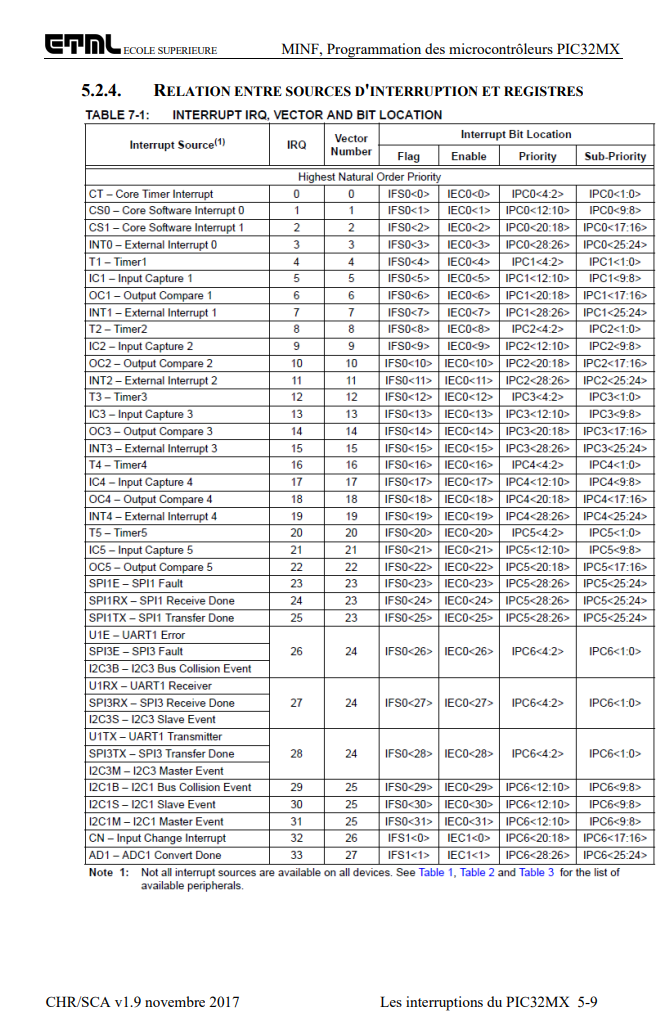 ETML ECOLE SUPERIEURE MINF, Programmation des microcontrôleurs PIC32MX
5.2.4. RELATION ENTRE SOURCES D'INTERRUPTION ET REGISTRES
TABLE 7-1: INTERRUPT IRQ, VECTOR AND BIT LOCATION
Interrupt Source(1) IRQ Vector Number Interrupt Bit Location
Flag Enable Priority Sub-Priority
Highest Natural Order Priority
CT – Core Timer Interrupt 0 0 IFS0<0> IEC0<0> IPC0<4:2> IPC0<1:0>
CS0 – Core Software Interrupt 0 1 1 IFS0<1> IEC0<1> IPC0<12:10> IPC0<9:8>
CS1 – Core Software Interrupt 1 2 2 IFS0<2> IEC0<2> IPC0<20:18> IPC0<17:16>
INT0 – External Interrupt 0 3 3 IFS0<3> IEC0<3> IPC0<28:26> IPC0<25:24>
T1 – Timer1 4 4 IFS0<4> IEC0<4> IPC1<4:2> IPC1<1:0>
IC1 – Input Capture 1 5 5 IFS0<5> IEC0<5> IPC1<12:10> IPC1<9:8>
OC1 – Output Compare 1 6 6 IFS0<6> IEC0<6> IPC1<20:18> IPC1<17:16>
INT1 – External Interrupt 1 7 7 IFS0<7> IEC0<7> IPC1<28:26> IPC1<25:24>
T2 – Timer2 8 8 IFS0<8> IEC0<8> IPC2<4:2> IPC2<1:0>
IC2 – Input Capture 2 9 9 IFS0<9> IEC0<9> IPC2<12:10> IPC2<9:8>
OC2 – Output Compare 2 10 10 IFS0<10> IEC0<10> IPC2<20:18> IPC2<17:16>
INT2 – External Interrupt 2 11 11 IFS0<11> IEC0<11> IPC2<28:26> IPC2<25:24>
T3 – Timer3 12 12 IFS0<12> IEC0<12> IPC3<4:2> IPC3<1:0>
IC3 – Input Capture 3 13 13 IFS0<13> IEC0<13> IPC3<12:10> IPC3<9:8>
OC3 – Output Compare 3 14 14 IFS0<14> IEC0<14> IPC3<20:18> IPC3<17:16>
INT3 – External Interrupt 3 15 15 IFS0<15> IEC0<15> IPC3<28:26> IPC3<25:24>
T4 – Timer4 16 16 IFS0<16> IEC0<16> IPC4<4:2> IPC4<1:0>
IC4 – Input Capture 4 17 17 IFS0<17> IEC0<17> IPC4<12:10> IPC4<9:8>
OC4 – Output Compare 4 18 18 IFS0<18> IEC0<18> IPC4<20:18> IPC4<17:16>
INT4 – External Interrupt 4 19 19 IFS0<19> IEC0<19> IPC4<28:26> IPC4<25:24>
T5 – Timer5 20 20 IFS0<20> IEC0<20> IPC5<4:2> IPC5<1:0>
IC5 – Input Capture 5 21 21 IFS0<21> IEC0<21> IPC5<12:10> IPC5<9:8>
OC5 – Output Compare 5 22 22 IFS0<22> IEC0<22> IPC5<20:18> IPC5<17:16>
SPI1E – SPI1 Fault 23 23 IFS0<23> IEC0<23> IPC5<28:26> IPC5<25:24>
SPI1RX – SPI1 Receive Done 24 23 IFS0<24> IEC0<24> IPC5<28:26> IPC5<25:24>
SPI1TX – SPI1 Transfer Done 25 23 IFS0<25> IEC0<25> IPC5<28:26> IPC5<25:24>
U1E – UART1 Error
SPI3E – SPI3 Fault 26 24 IFS0<26> IEC0<26> IPC6<4:2> IPC6<1:0>
I2C3B – I2C3 Bus Collision Event
U1RX – UART1 Receiver
SPI3RX – SPI3 Receive Done 27 24 IFS0<27> IEC0<27> IPC6<4:2> IPC6<1:0>
I2C3S – I2C3 Slave Event
U1TX – UART1 Transmitter
SPI3TX – SPI3 Transfer Done 28 24 IFS0<28> IEC0<28> IPC6<4:2> IPC6<1:0>
I2C3M – I2C3 Master Event
I2C1B – I2C1 Bus Collision Event 29 25 IFS0<29> IEC0<29> IPC6<12:10> IPC6<9:8>
I2C1S – I2C1 Slave Event 30 25 IFS0<30> IEC0<30> IPC6<12:10> IPC6<9:8>
I2C1M – I2C1 Master Event 31 25 IFS0<31> IEC0<31> IPC6<12:10> IPC6<9:8>
CN – Input Change Interrupt 32 26 IFS1<0> IEC1<0> IPC6<20:18> IPC6<17:16>
AD1 – ADC1 Convert Done 33 27 IFS1<1> IEC1<1> IPC6<28:26> IPC6<25:24>
Note 1: Not all interrupt sources are available on all devices. See Table 1, Table 2 and Table 3 for the list of
available peripherals.
CHR/SCA v1.9 novembre 2017 Les interruptions du PIC32MX 5-9